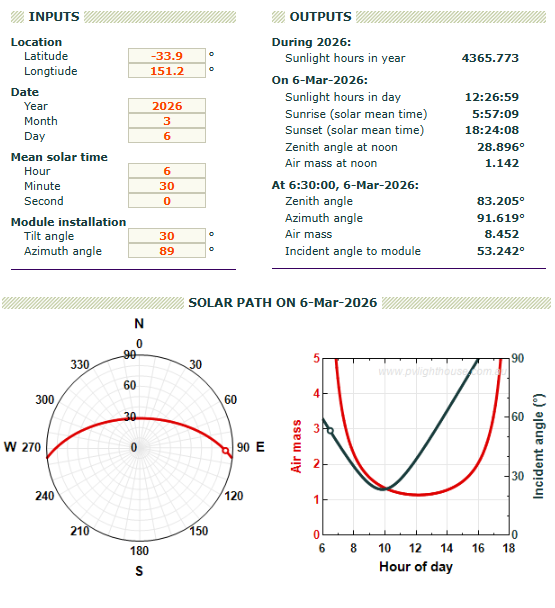 INPUTS
Location
Latitude -33.9 °
Longtiude 151.2 °
Date
Year 2026
Month 3
Day 6
Mean solar time
Hour 6
Minute 30
Second 0
Module installation
Tilt angle 30 °
Azimuth angle 89 °
OUTPUTS
During 2026:
Sunlight hours in year 4365.773
On 6-Mar-2026:
Sunlight hours in day 12:26:59
Sunrise (solar mean time) 5:57:09
Sunset (solar mean time) 18:24:08
Zenith angle at noon 28.896°
Air mass at noon 1.142
At 6:30:00, 6-Mar-2026:
Zenith angle 83.205°
Azimuth angle 91.619°
Air mass 8.452
Incident angle to module 53.242°
SOLAR PATH ON 6-Mar-2026
N
0
90
330 30
60
300 60
30
W 270 0 90 E
240 120
210 150
180
S
www.pvlighthouse.com.au
5 90
4
60
3
2
30
1
0 0
6 8 10 12 14 16 18
Air mass
Incident angle (°)
Hour of day